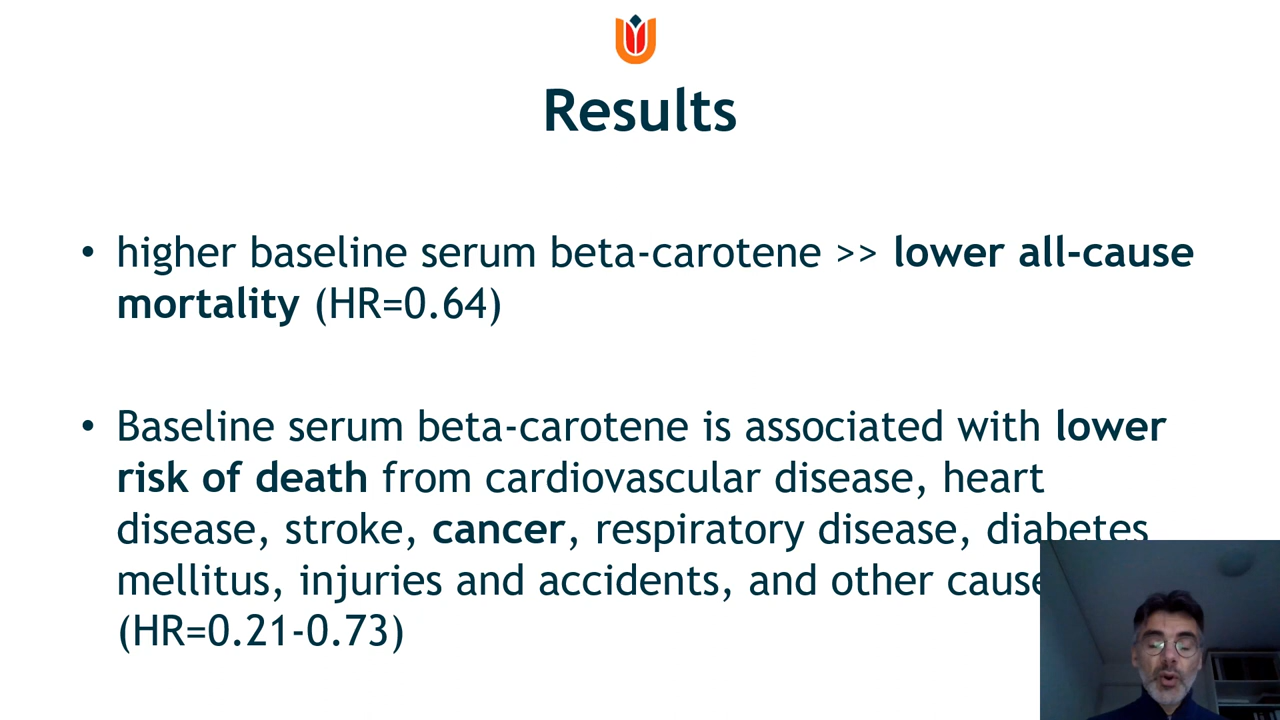 Results
• higher baseline serum beta-carotene >> lower all-cause
mortality (HR=0.64)
• Baseline serum beta-carotene is associated with lower
risk of death from cardiovascular disease, heart
disease, stroke, cancer, respiratory disease, diabetes
mellitus, injuries and accidents, and other cause
(HR=0.21-0.73)